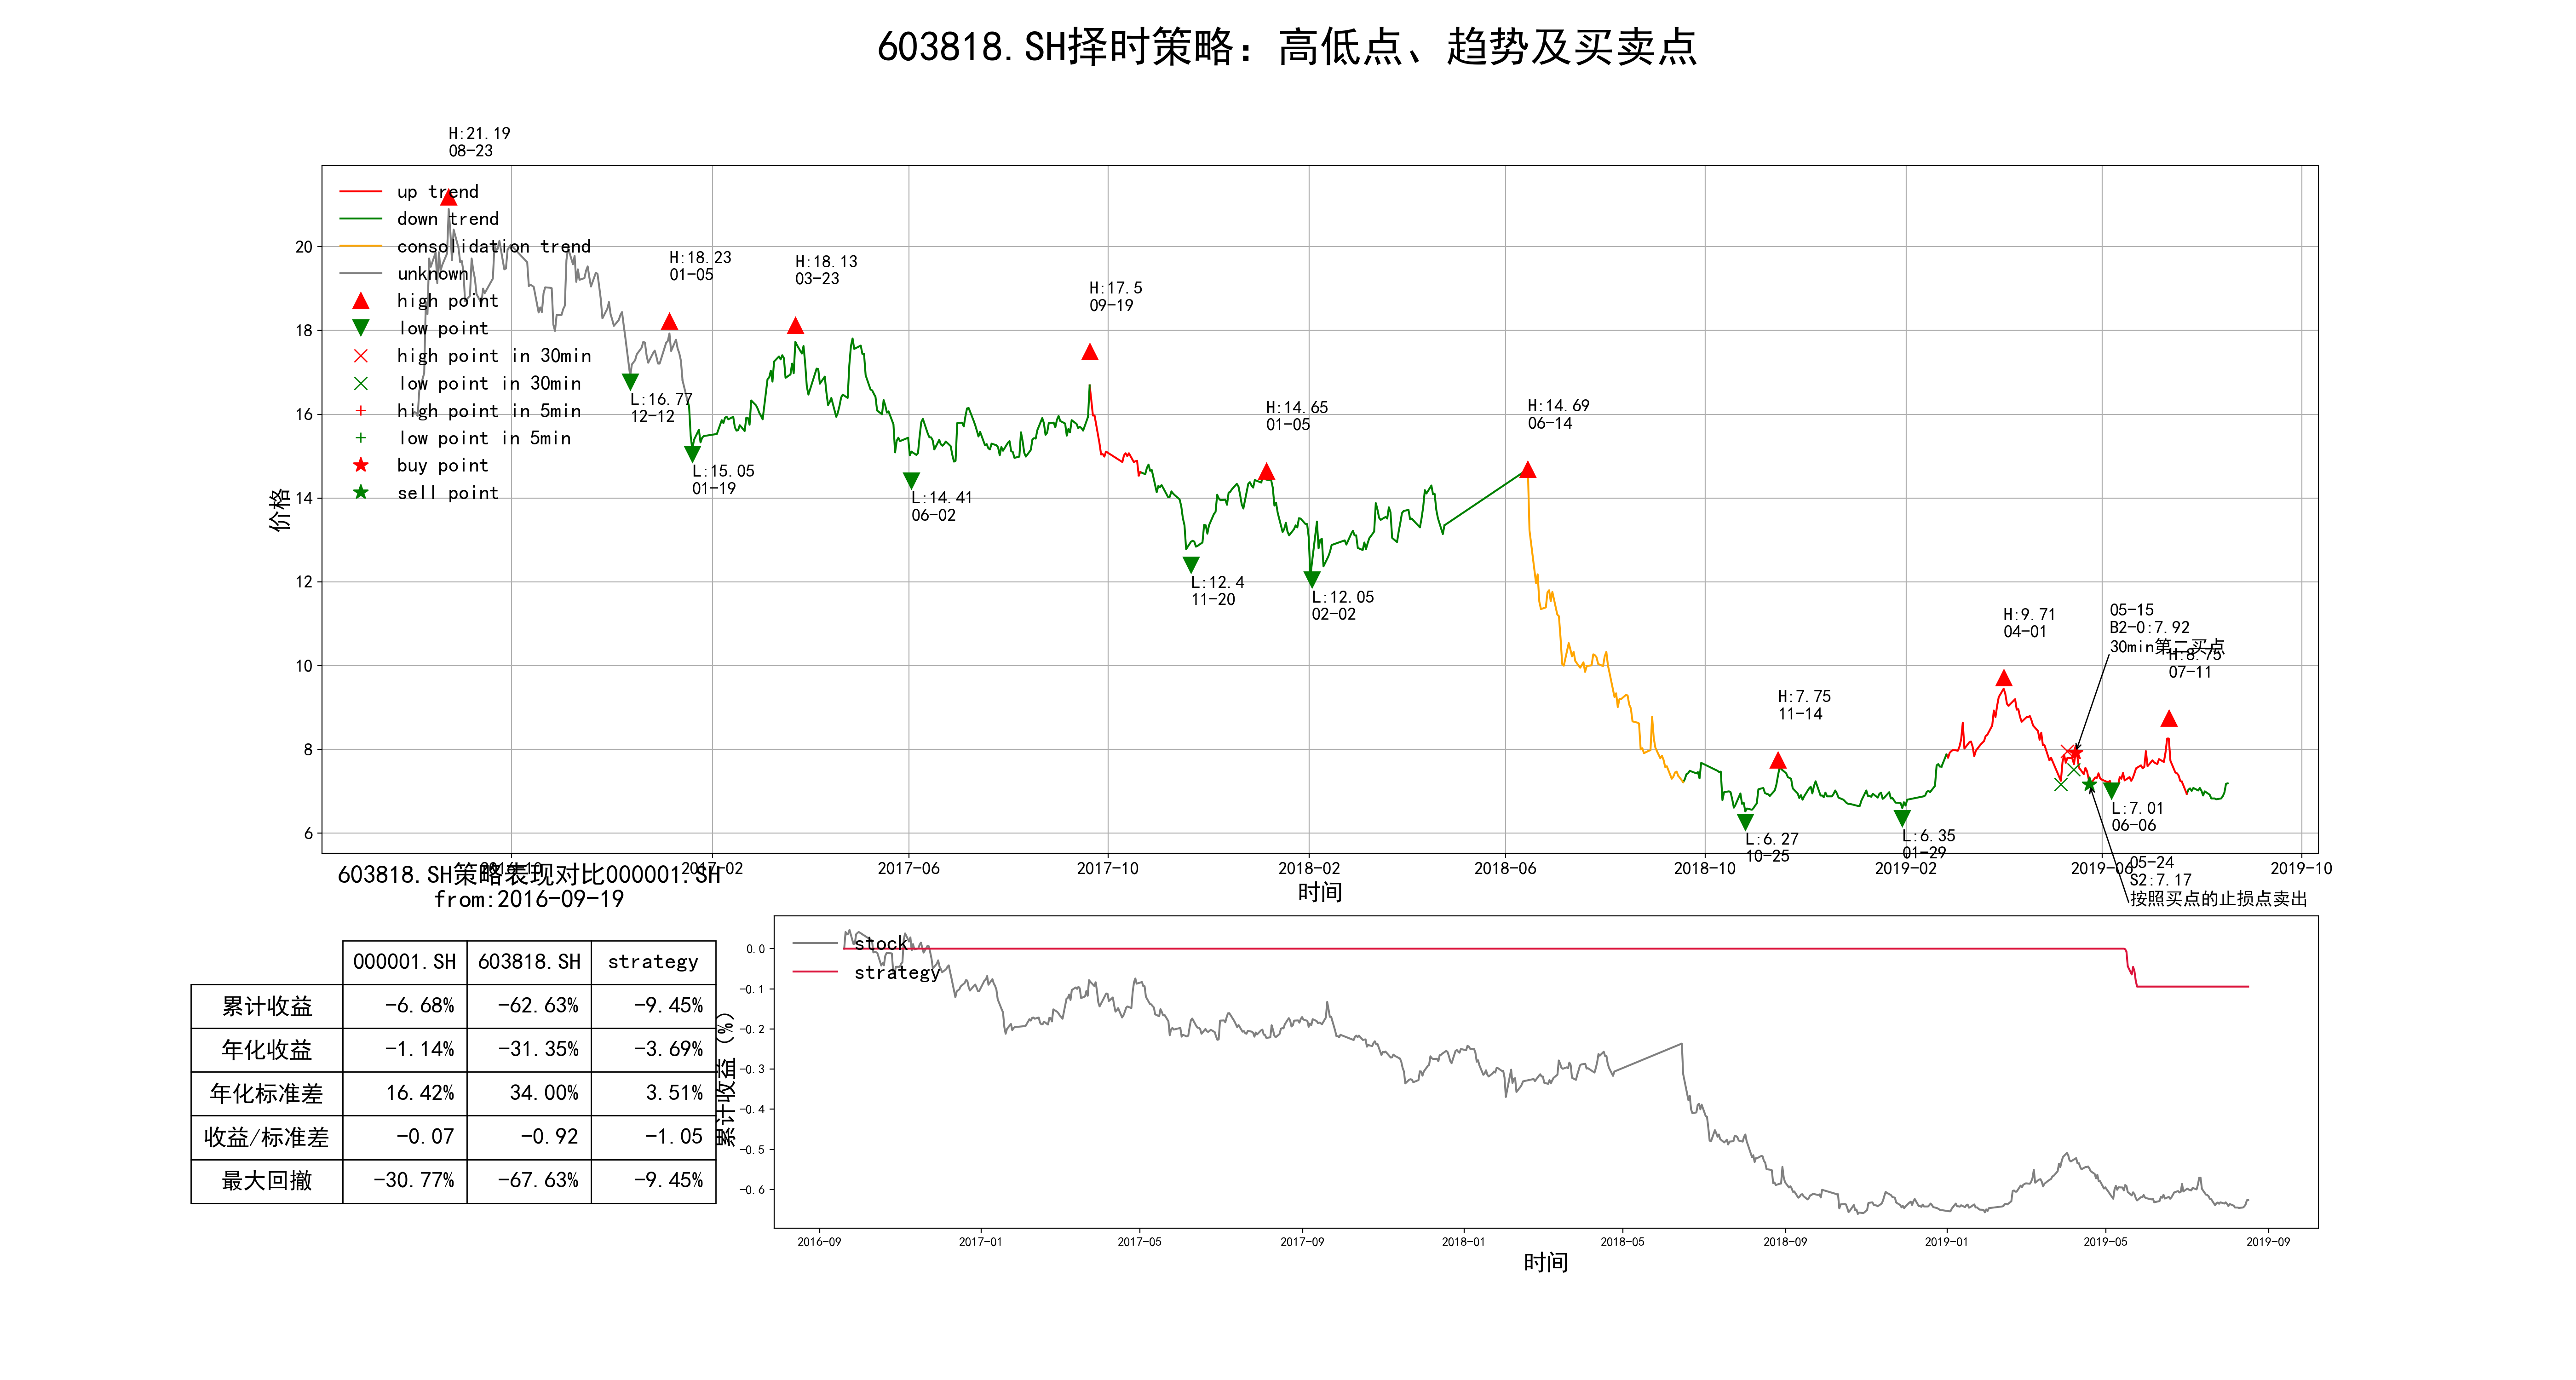 603818.SH择时策略: 高低点、趋势及买卖点
H:21.19
08-23
up trend
down trend
consolidation trend
unknown
high point
low point
high point in 30min
low point in 30min
high point in 5min
low point in 5min
buy point
sell point
H:18.23
01-05
H:18.13
03-23
H:17.5
09-19
H:14.65
01-05
H:14.69
06-14
H:7.75
11-14
H:9.71
04-01
H:8.75
07-11
L:16.77
12-12
L:15.05
01-19
L:14.41
06-02
L:12.4
11-20
L:12.05
02-02
L:6.27
10-25
L:6.35
01-29
L:7.01
06-06
05-15
B2-0:7.92
30min第二买点
05-24
S2:7.17
按照买点的止损点卖出
价格
20
18
16
14
12
10
8
6
2016-10
2017-02
2017-06
2017-10
2018-02
2018-06
2018-10
2019-02
2019-06
2019-10
时间
603818.SH策略表现对比000001.SH
from:2016-09-19
000001.SH 603818.SH strategy
累计收益 -6.68% -62.63% -9.45%
年化收益 -1.14% -31.35% -3.69%
年化标准差 16.42% 34.00% 3.51%
收益/标准差 -0.07 -0.92 -1.05
最大回撤 -30.77% -67.63% -9.45%
累计收益 (%)
0.0
-0.1
-0.2
-0.3
-0.4
-0.5
-0.6
stock
strategy
2016-09
2017-01
2017-05
2017-09
2018-01
2018-05
2018-09
2019-01
2019-05
2019-09
时间